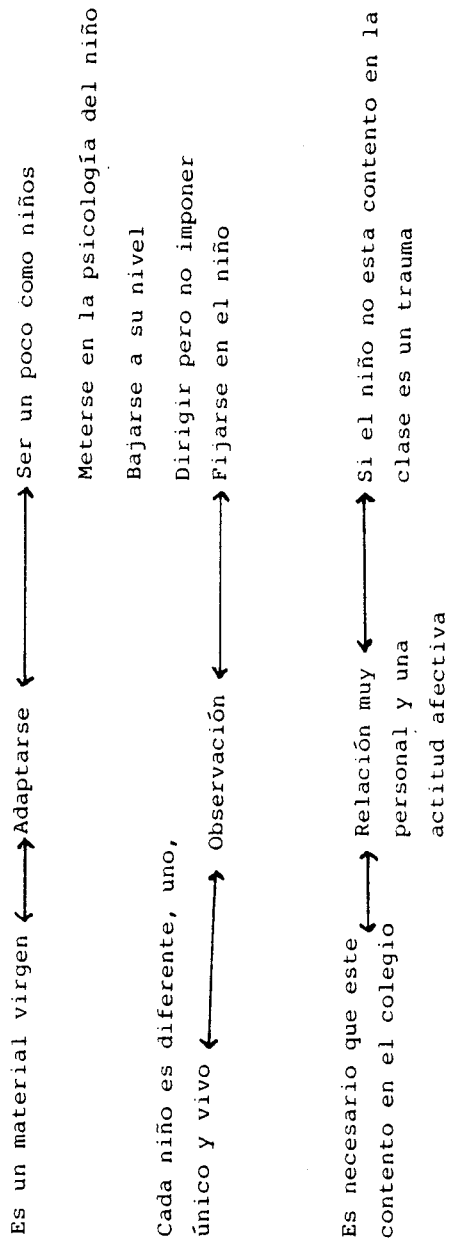 Es un material virgen ⟷ Adaptarse ⟷ Ser un poco como niños
Meterse en la psicología del niño
Bajarse a su nivel
Dirigir pero no imponer
Cada niño es diferente, uno,
único y vivo ⟷ Observación ⟷ Fijarse en el niño
Es necesario que este ⟷ Relación muy ⟷ Si el niño no esta contento en la
contento en el colegio personal y una clase es un trauma
actitud afectiva